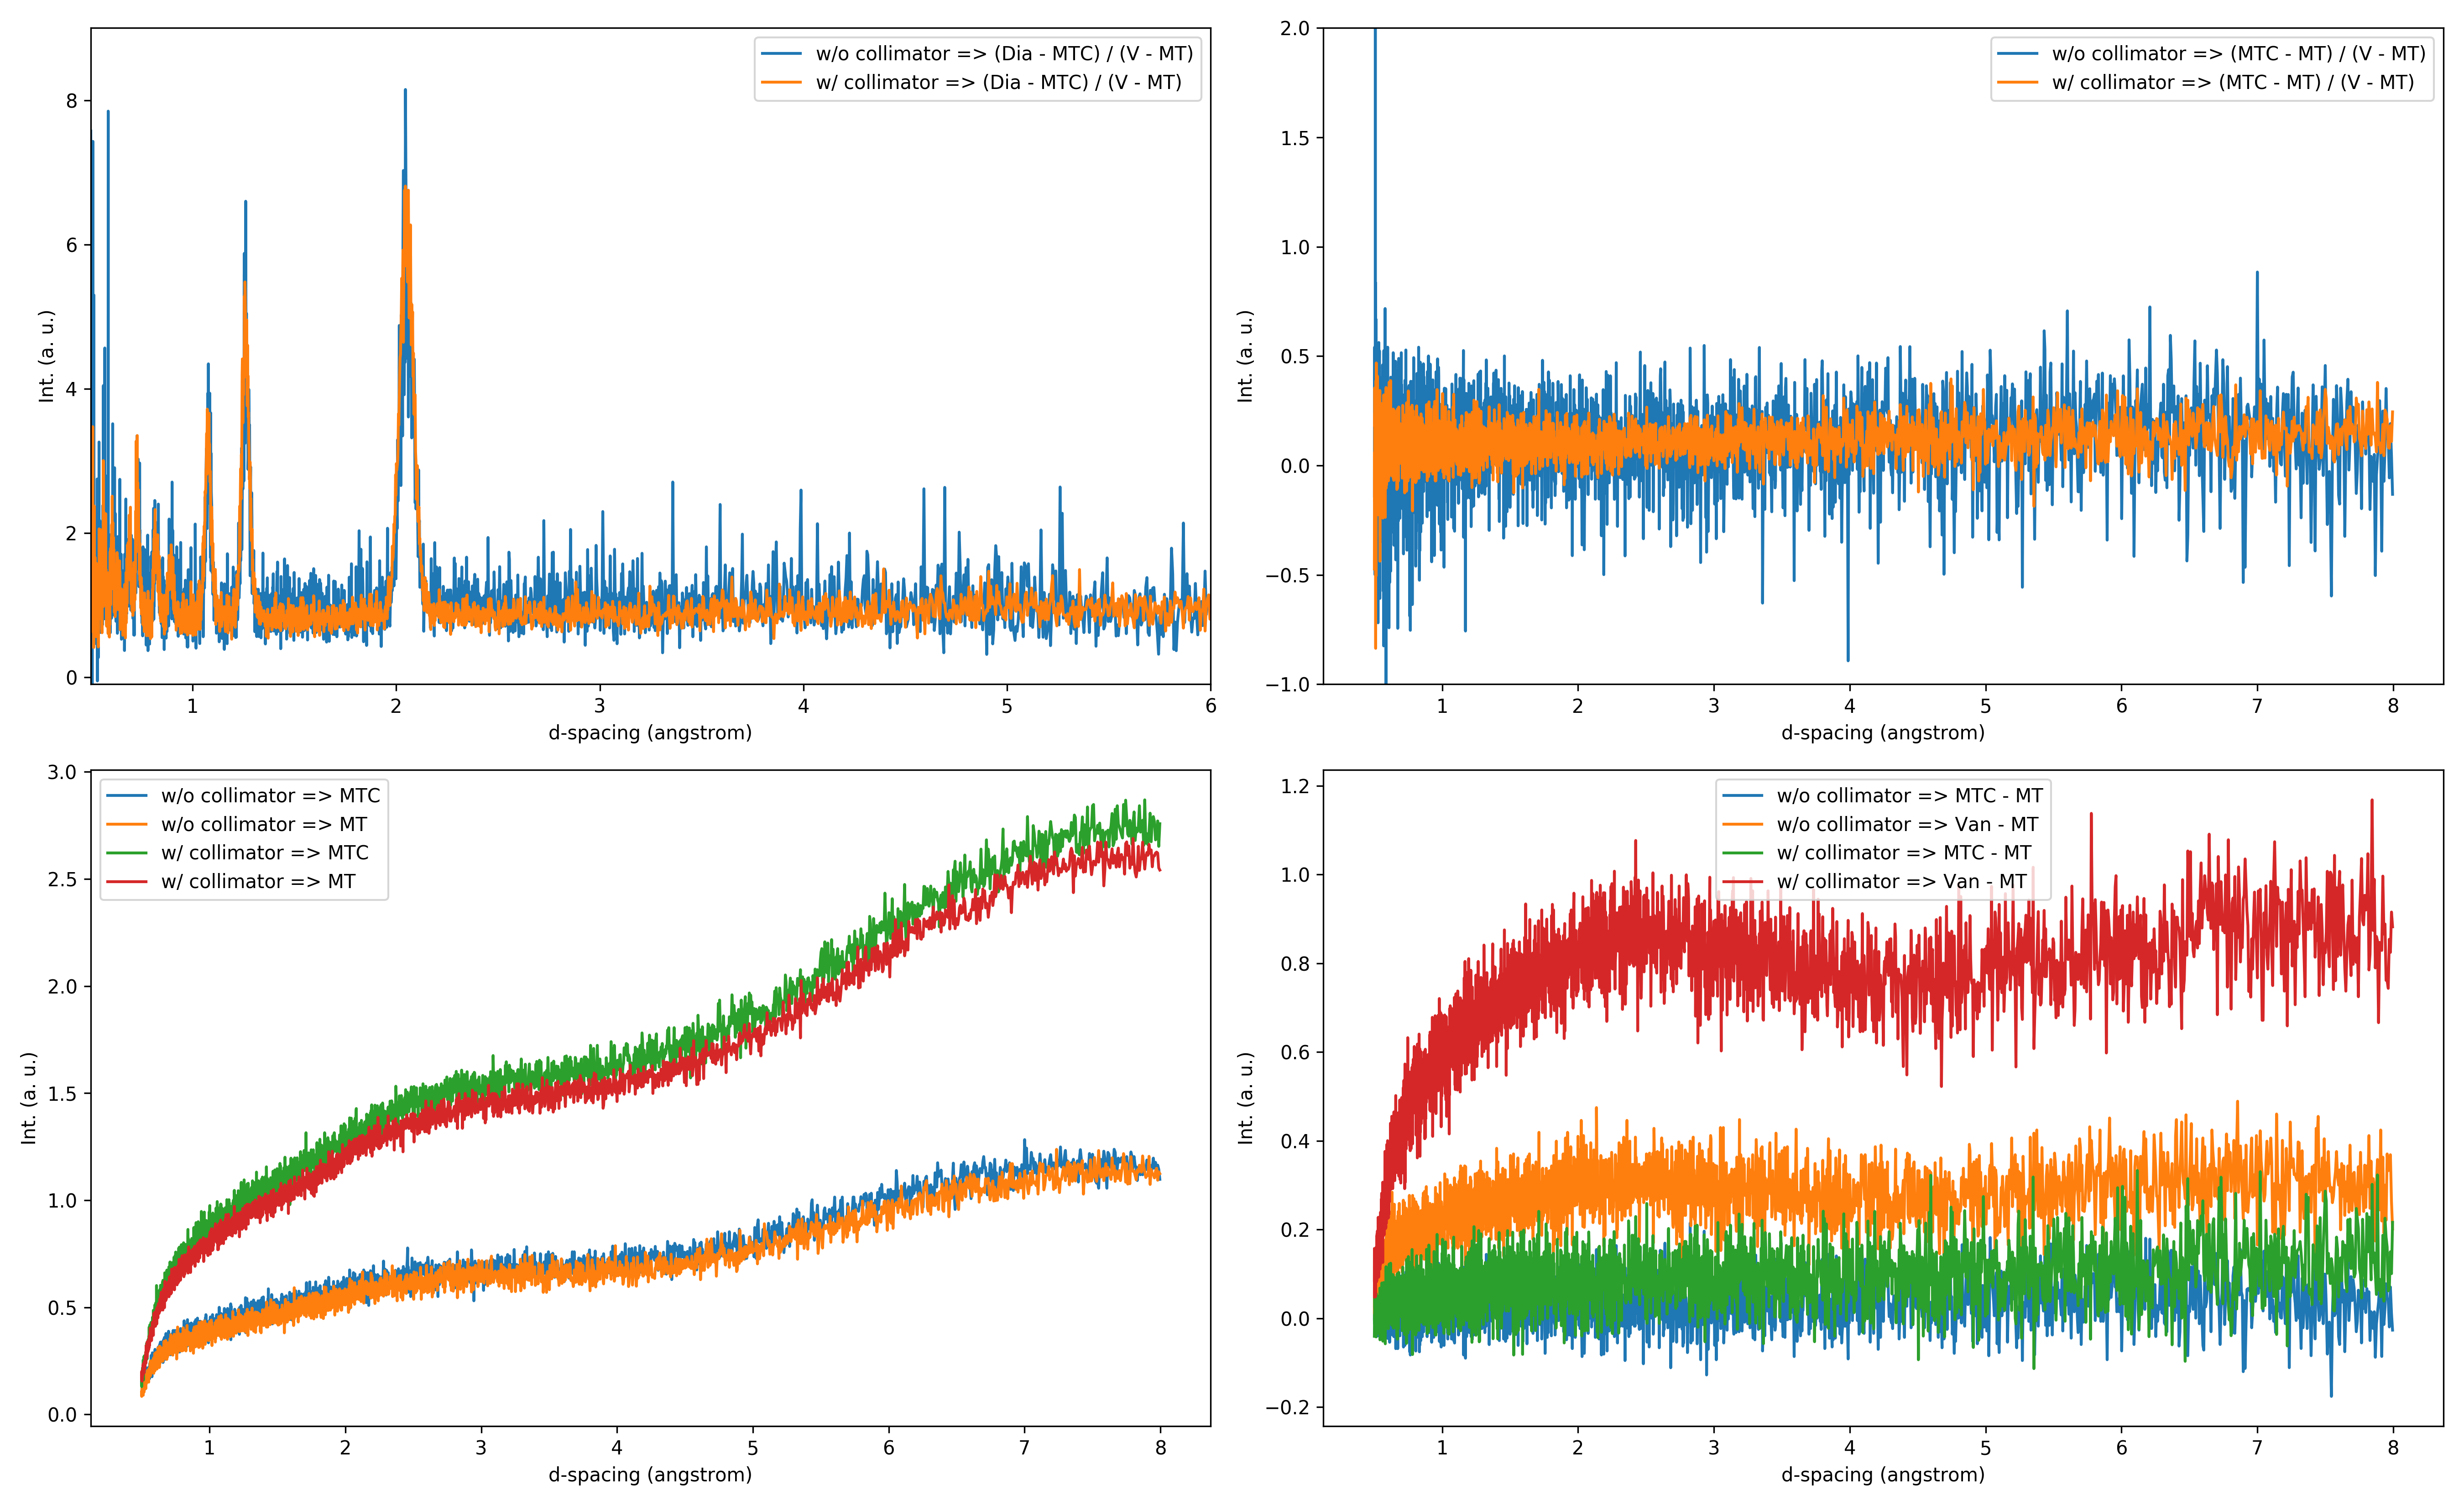 w/o collimator => (Dia - MTC) / (V - MT)
w/ collimator => (Dia - MTC) / (V - MT)
Int. (a. u.)
8
6
4
2
0
1 2 3 4 5 6
d-spacing (angstrom)
w/o collimator => (MTC - MT) / (V - MT)
w/ collimator => (MTC - MT) / (V - MT)
Int. (a. u.)
2.0
1.5
1.0
0.5
0.0
−0.5
−1.0
1 2 3 4 5 6 7 8
d-spacing (angstrom)
w/o collimator => MTC
w/o collimator => MT
w/ collimator => MTC
w/ collimator => MT
Int. (a. u.)
3.0
2.5
2.0
1.5
1.0
0.5
0.0
1 2 3 4 5 6 7 8
d-spacing (angstrom)
w/o collimator => MTC - MT
w/o collimator => Van - MT
w/ collimator => MTC - MT
w/ collimator => Van - MT
Int. (a. u.)
1.2
1.0
0.8
0.6
0.4
0.2
0.0
−0.2
1 2 3 4 5 6 7 8
d-spacing (angstrom)